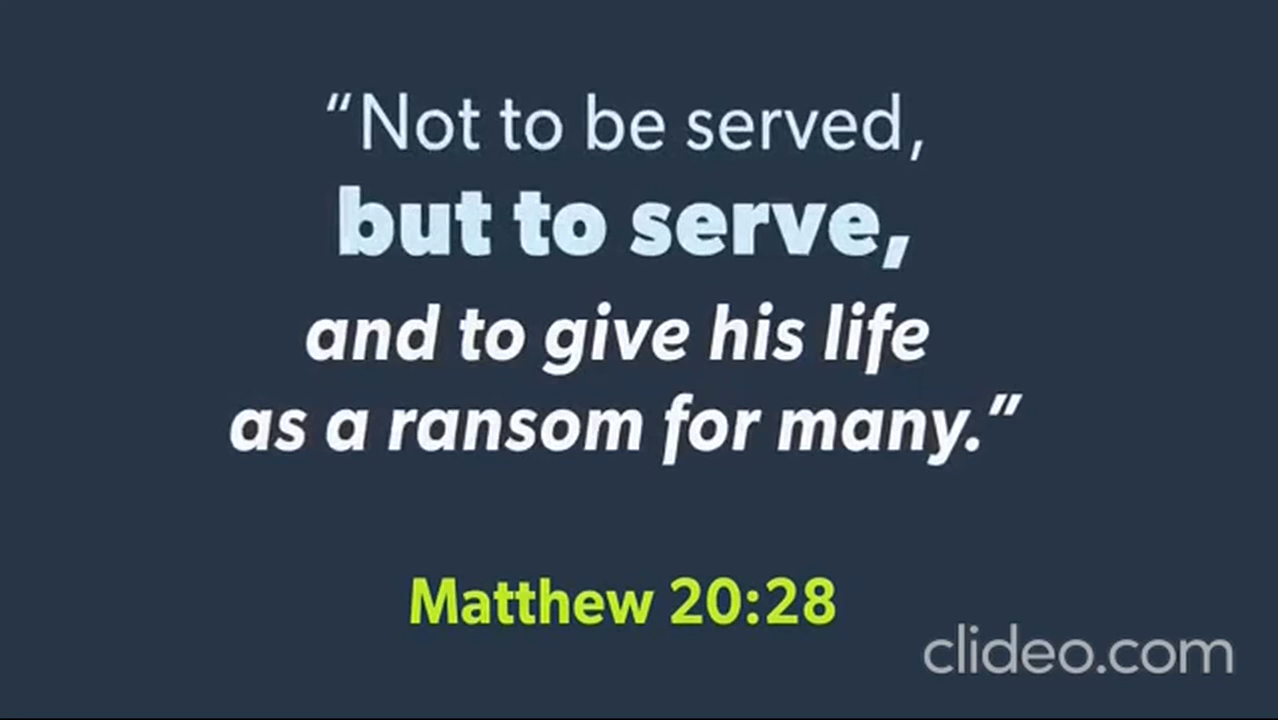 “Not to be served,
but to serve,
and to give his life
as a ransom for many.”
Matthew 20:28
clideo.com